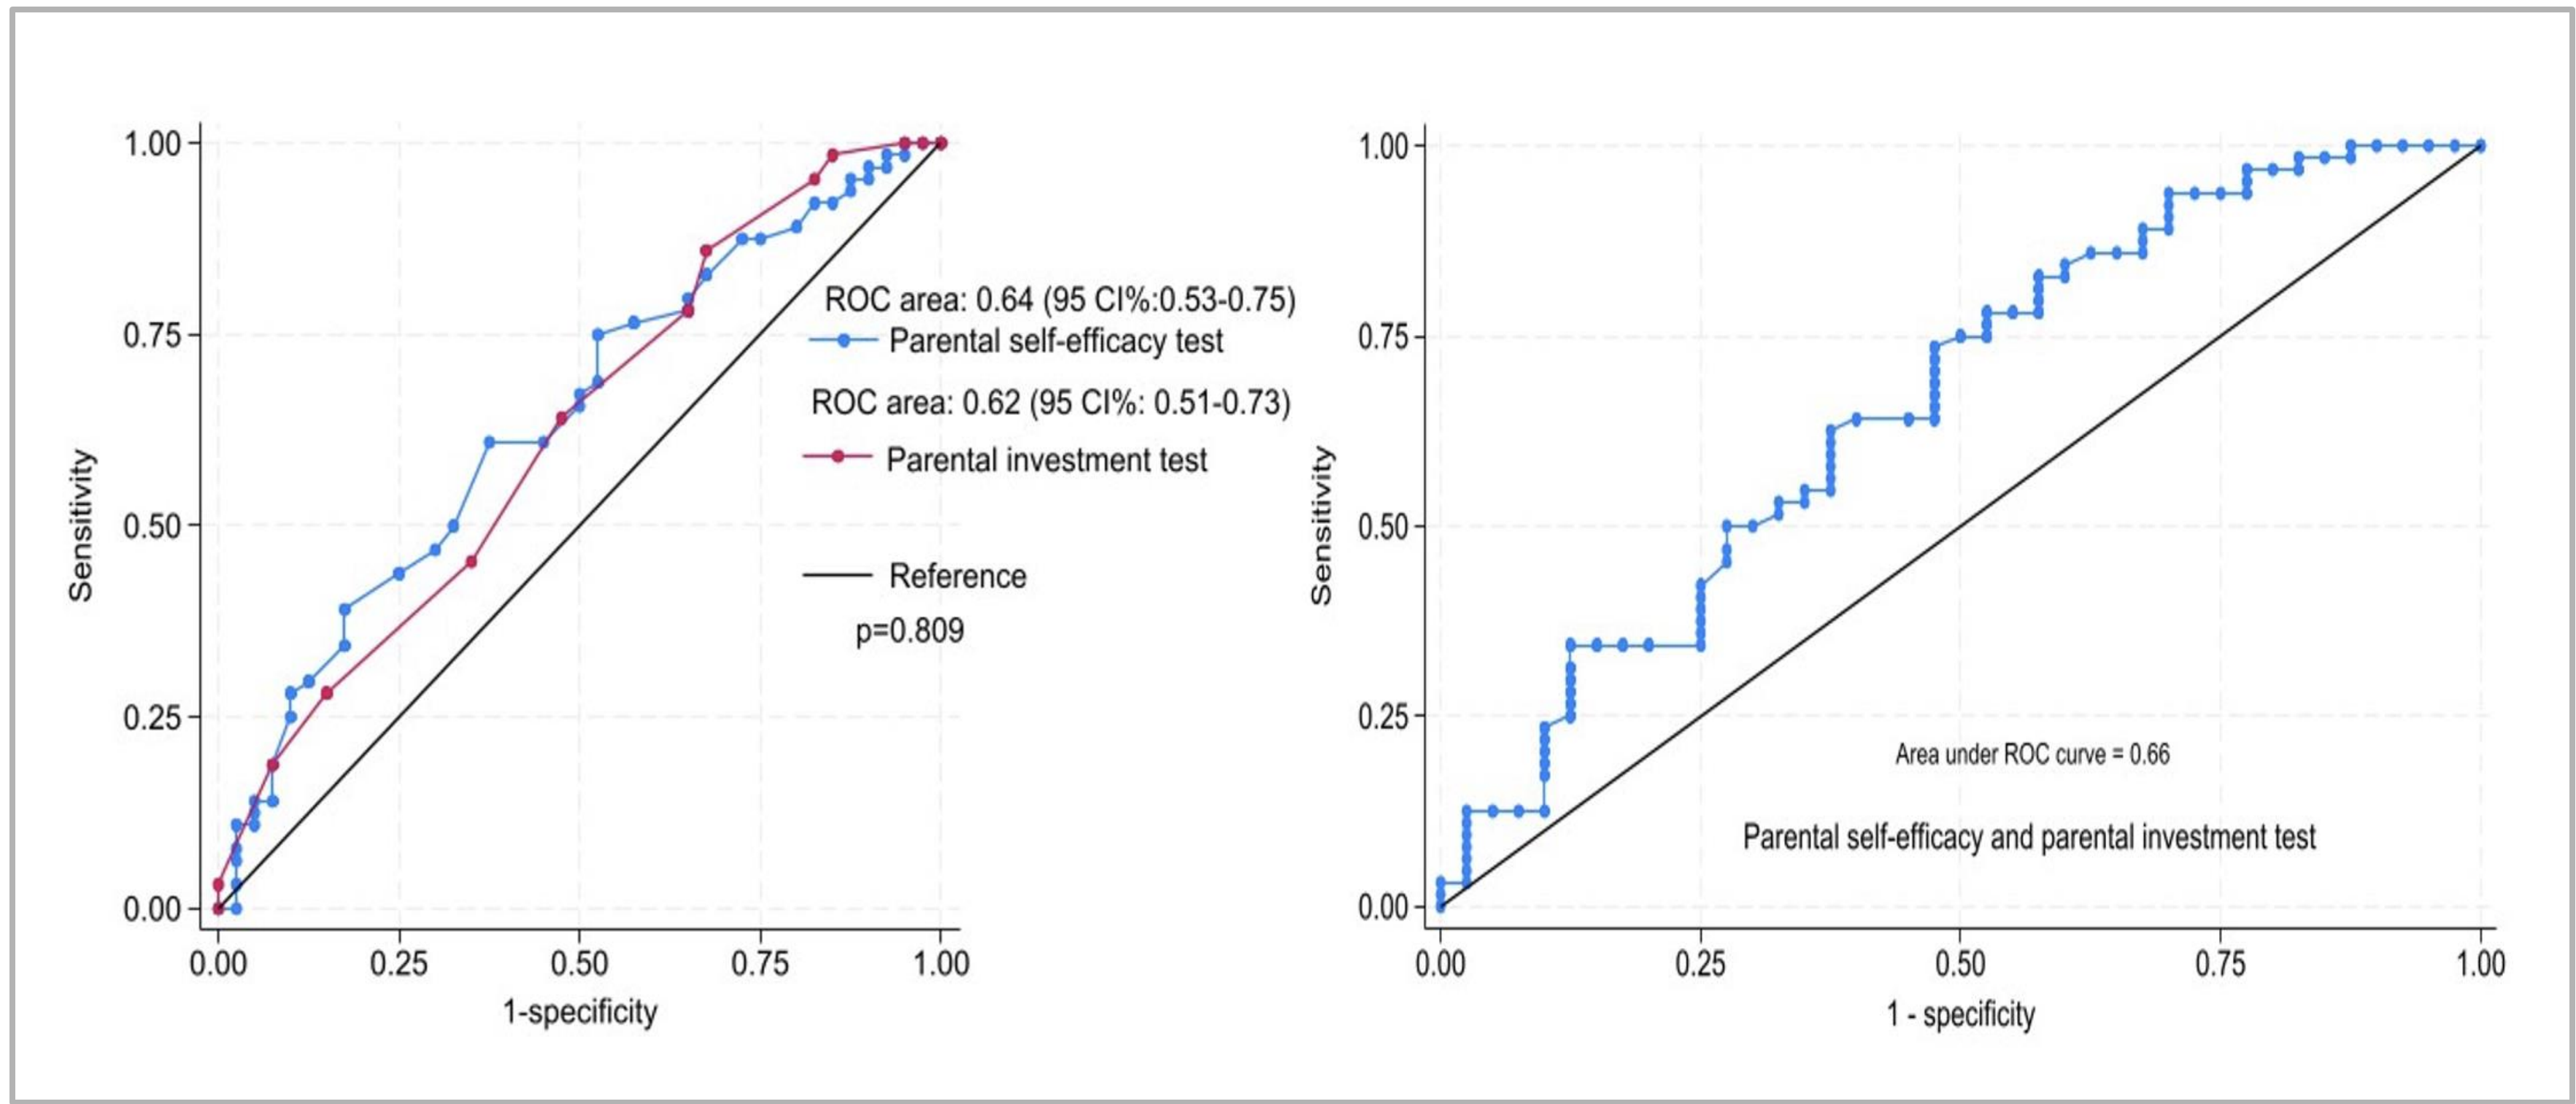 1.00
0.75
0.50
0.25
0.00
Sensitivity
0.00 0.25 0.50 0.75 1.00
1-specificity
ROC area: 0.64 (95 CI%:0.53-0.75)
Parental self-efficacy test
ROC area: 0.62 (95 CI%: 0.51-0.73)
Parental investment test
Reference
p=0.809
1.00
0.75
0.50
0.25
0.00
Sensitivity
Area under ROC curve = 0.66
Parental self-efficacy and parental investment test
0.00 0.25 0.50 0.75 1.00
1 - specificity